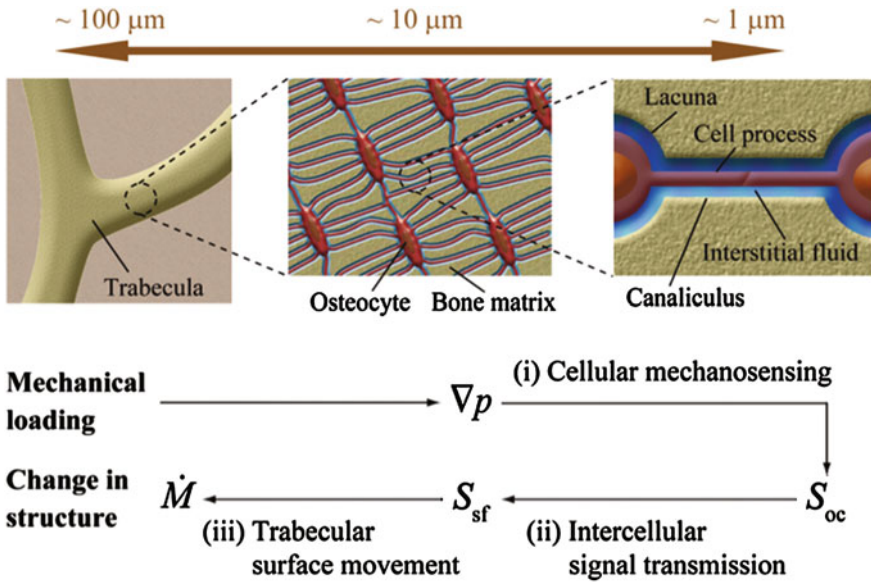 ~ 100 μm
~ 10 μm
~ 1 μm
Trabecula
Osteocyte
Bone matrix
Lacuna
Cell process
Interstitial fluid
Canaliculus
Mechanical
loading
∇p
(i) Cellular mechanosensing
Change in
structure
Ṁ
(iii) Trabecular
surface movement
S_sf
(ii) Intercellular
signal transmission
S_oc